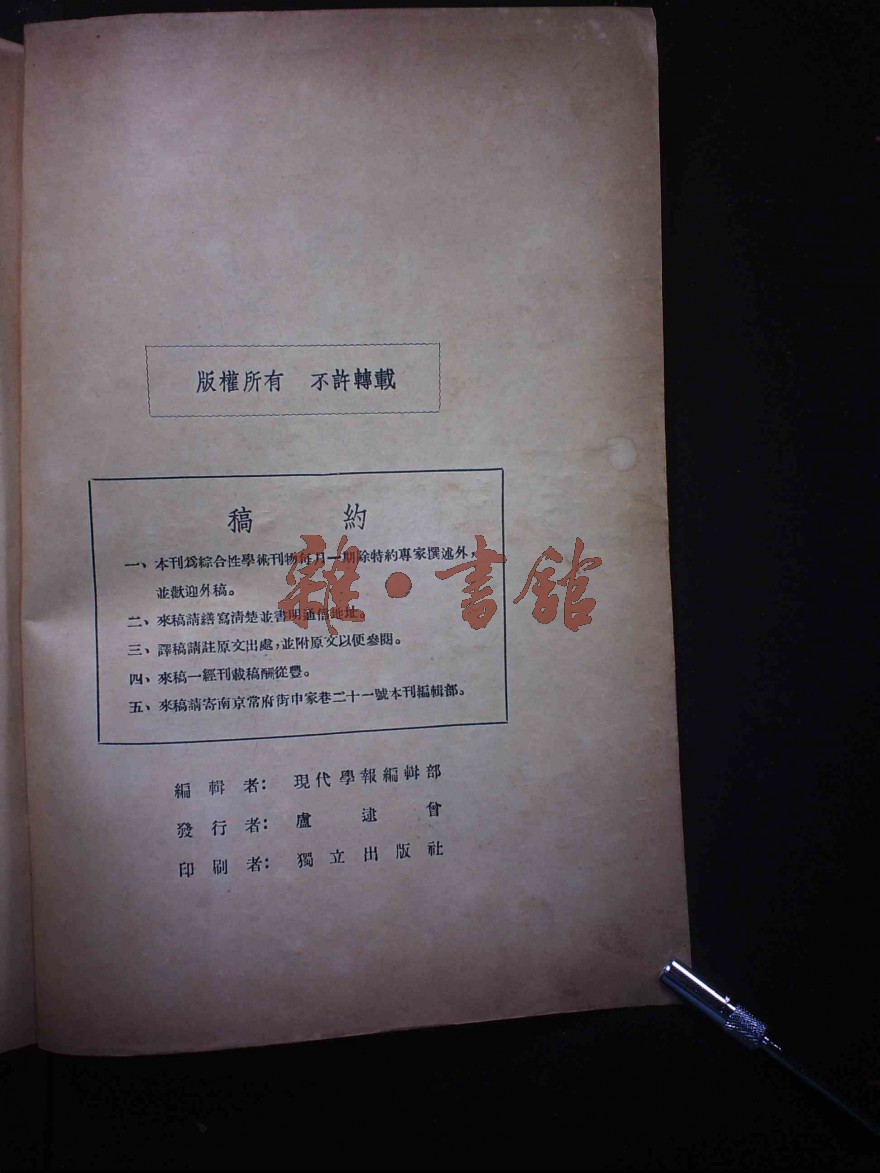 版權所有 不許轉載
稿 約
一、本刊爲綜合性學術刊物每月一期除特約專家撰述外，
並歡迎外稿。
二、來稿請繕寫清楚並書明通信地址。
三、譯稿請註原文出處，並附原文以便參閱。
四、來稿一經刊載稿酬從豐。
五、來稿請寄南京常府街申家巷二十一號本刊編輯部。
雜·書館
編輯者：現代學報編輯部
發行者：盧逮曾
印刷者：獨立出版社